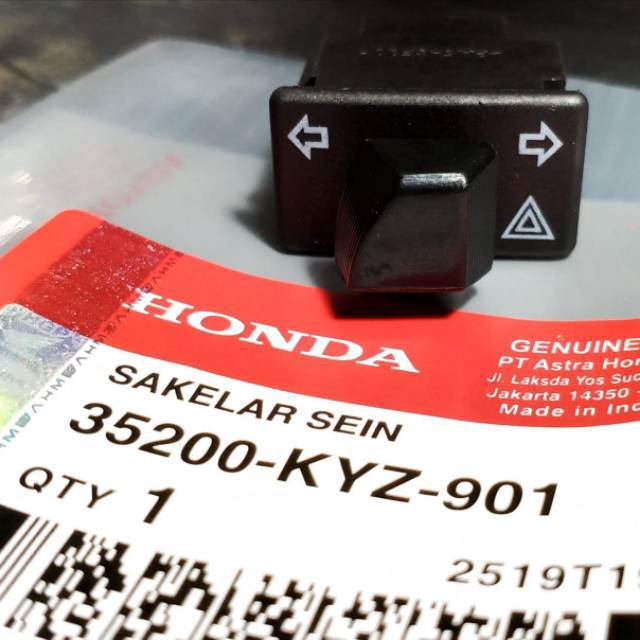 HONDA
GENUINE
PT Astra Hon
Jl. Laksda Yos Sud
Jakarta 14350
Made in Ind
SAKELAR SEIN
35200-KYZ-901
QTY 1
2519T19